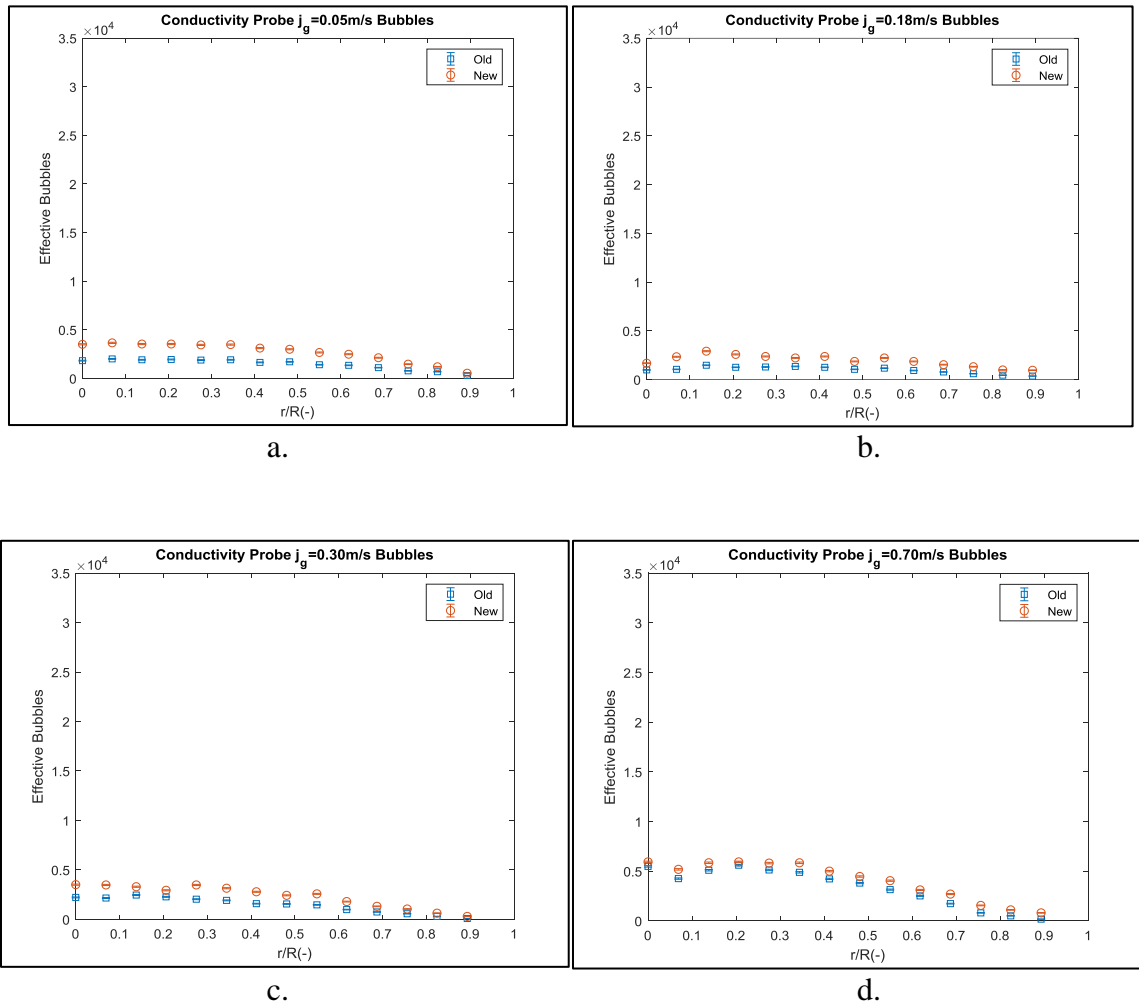 Conductivity Probe j_g=0.05m/s Bubbles
×10^4
3.5
3
2.5
2
1.5
1
0.5
0
Effective Bubbles
Old
New
0 0.1 0.2 0.3 0.4 0.5 0.6 0.7 0.8 0.9 1
r/R(-)
a.
Conductivity Probe j_g=0.18m/s Bubbles
×10^4
3.5
3
2.5
2
1.5
1
0.5
0
Effective Bubbles
Old
New
0 0.1 0.2 0.3 0.4 0.5 0.6 0.7 0.8 0.9 1
r/R(-)
b.
Conductivity Probe j_g=0.30m/s Bubbles
×10^4
3.5
3
2.5
2
1.5
1
0.5
0
Effective Bubbles
Old
New
0 0.1 0.2 0.3 0.4 0.5 0.6 0.7 0.8 0.9 1
r/R(-)
c.
Conductivity Probe j_g=0.70m/s Bubbles
×10^4
3.5
3
2.5
2
1.5
1
0.5
0
Effective Bubbles
Old
New
0 0.1 0.2 0.3 0.4 0.5 0.6 0.7 0.8 0.9 1
r/R(-)
d.